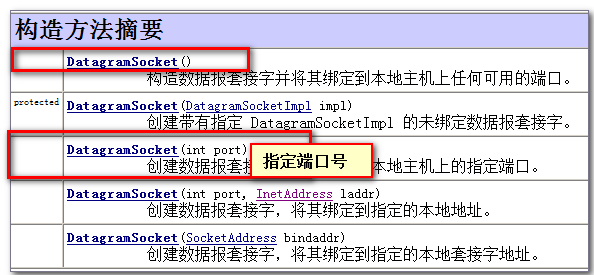 构造方法摘要
DatagramSocket()
构造数据报套接字并将其绑定到本地主机上任何可用的端口。
protected DatagramSocket(DatagramSocketImpl impl)
创建带有指定 DatagramSocketImpl 的未绑定数据报套接字。
DatagramSocket(int port)
指定端口号
创建数据报套接 本地主机上的指定端口。
DatagramSocket(int port, InetAddress laddr)
创建数据报套接字，将其绑定到指定的本地地址。
DatagramSocket(SocketAddress bindaddr)
创建数据报套接字，将其绑定到指定的本地套接字地址。